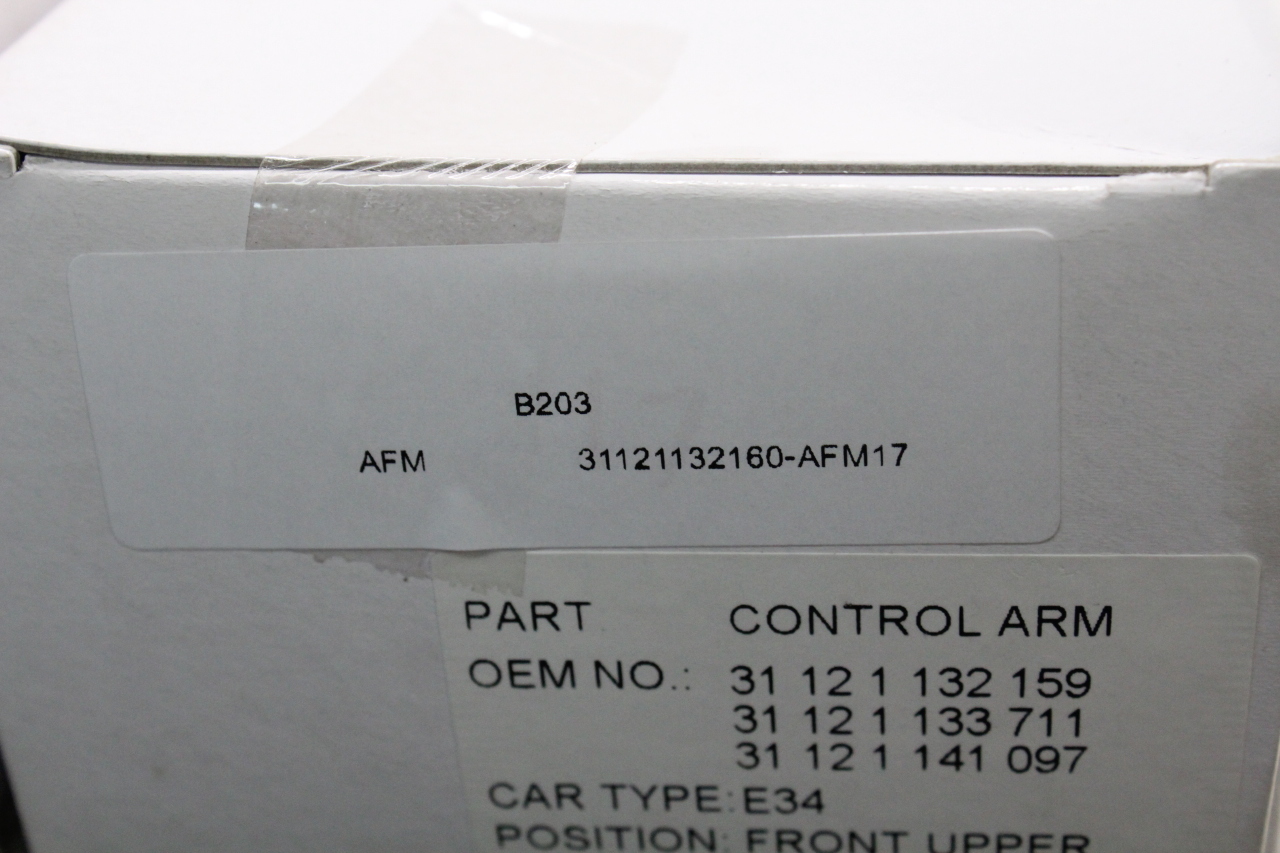 B203
AFM 31121132160-AFM17
PART CONTROL ARM
OEM NO.: 31 12 1 132 159
31 12 1 133 711
31 12 1 141 097
CAR TYPE: E34
POSITION: FRONT UPPER